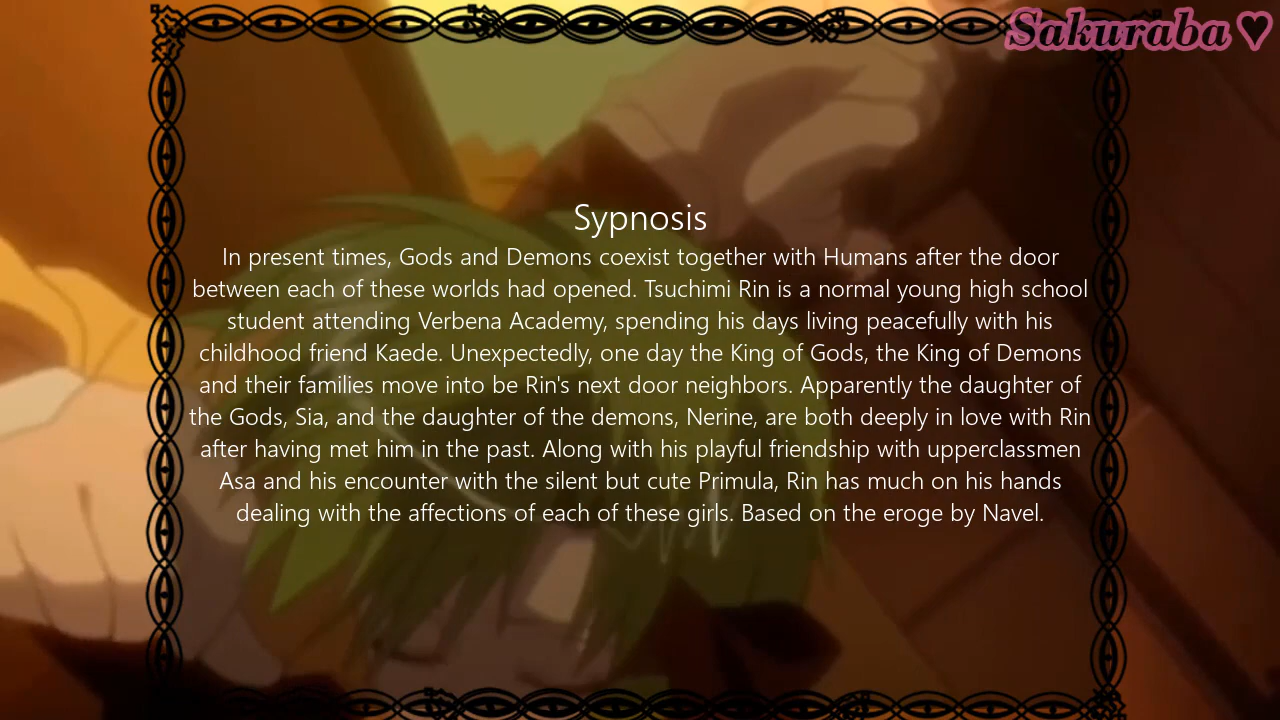 Sakuraba ♡
Sypnosis
In present times, Gods and Demons coexist together with Humans after the door
between each of these worlds had opened. Tsuchimi Rin is a normal young high school
student attending Verbena Academy, spending his days living peacefully with his
childhood friend Kaede. Unexpectedly, one day the King of Gods, the King of Demons
and their families move into be Rin's next door neighbors. Apparently the daughter of
the Gods, Sia, and the daughter of the demons, Nerine, are both deeply in love with Rin
after having met him in the past. Along with his playful friendship with upperclassmen
Asa and his encounter with the silent but cute Primula, Rin has much on his hands
dealing with the affections of each of these girls. Based on the eroge by Navel.